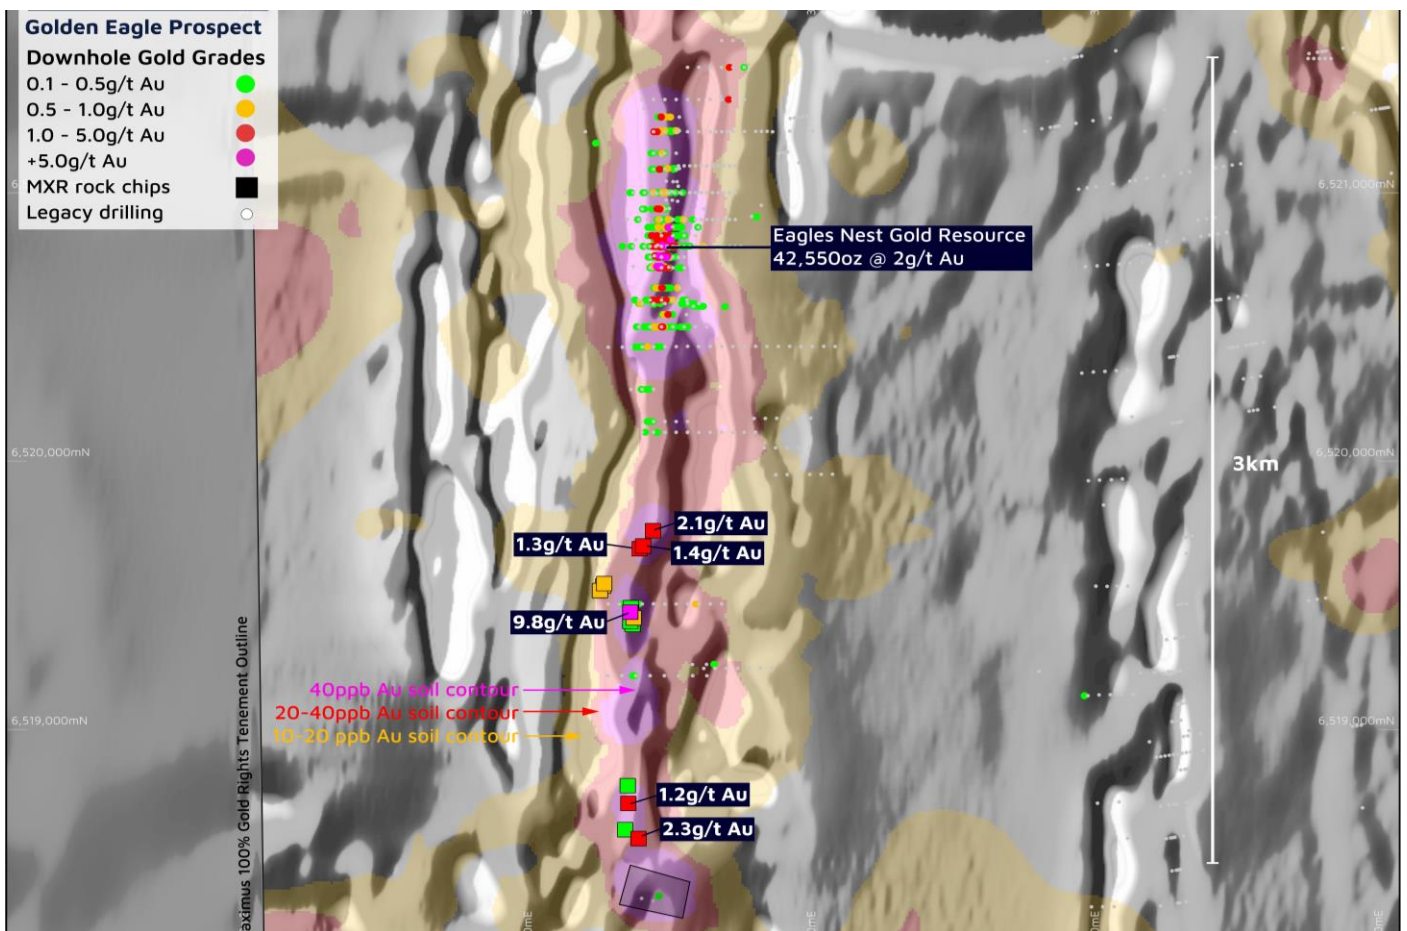 Golden Eagle Prospect
Downhole Gold Grades
0.1 - 0.5g/t Au
0.5 - 1.0g/t Au
1.0 - 5.0g/t Au
+5.0g/t Au
MXR rock chips
Legacy drilling
6,521,000mN
Eagles Nest Gold Resource
42,550oz @ 2g/t Au
6,520,000mN
6,520,000mN
3km
2.1g/t Au
1.3g/t Au
1.4g/t Au
9.8g/t Au
40ppb Au soil contour
20-40ppb Au soil contour
10-20 ppb Au soil contour
6,519,000mN
6,519,000mN
1.2g/t Au
2.3g/t Au
aximus 100% Gold Rights Tenement Outline